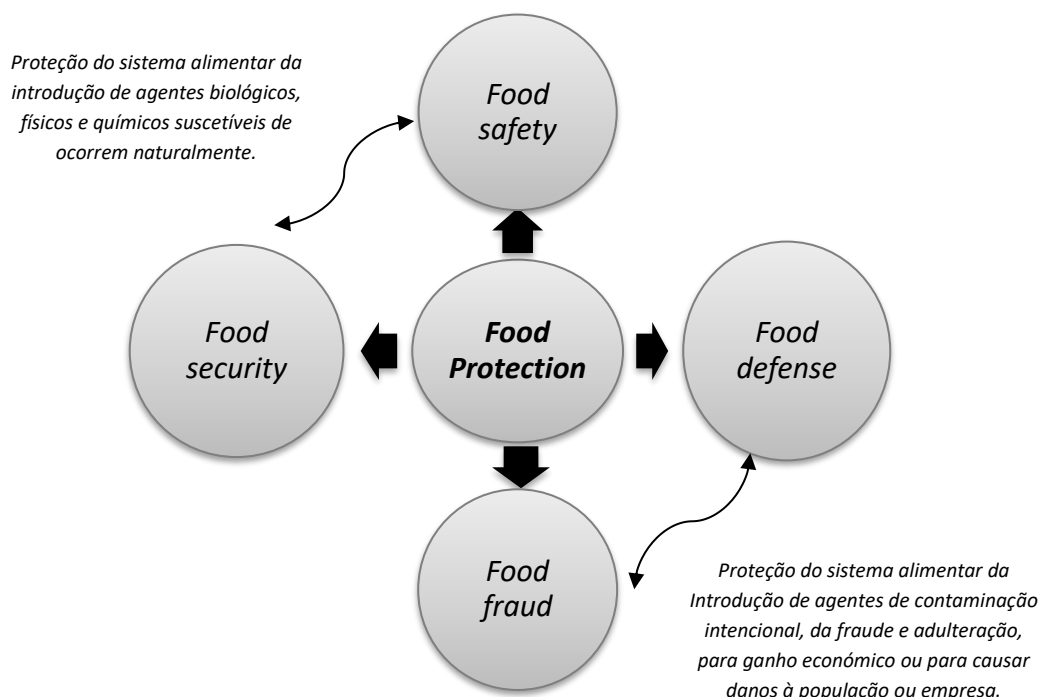 Proteção do sistema alimentar da
introdução de agentes biológicos,
físicos e químicos suscetíveis de
ocorrem naturalmente.
Food
safety
Food
security
Food
Protection
Food
defense
Food
fraud
Proteção do sistema alimentar da
Introdução de agentes de contaminação
intencional, da fraude e adulteração,
para ganho económico ou para causar
danos à população ou empresa.